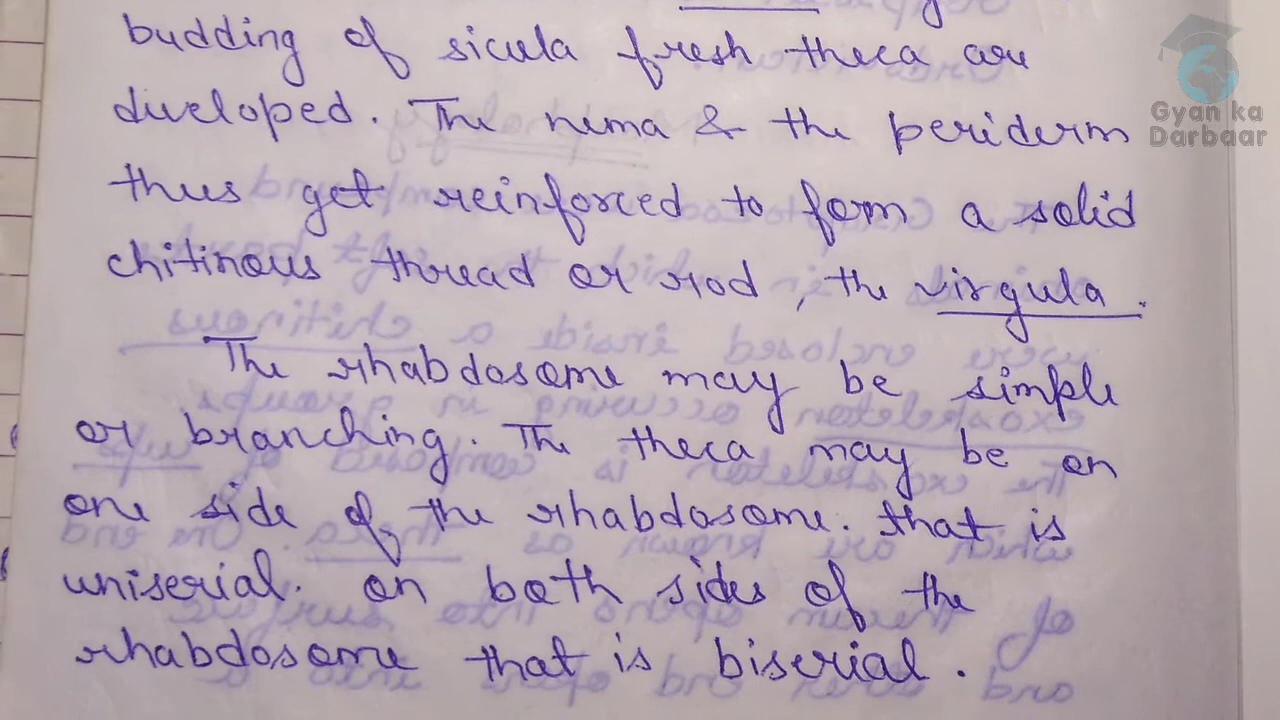 budding of sicula fresh theca are
developed. The nema & the periderm
thus get reinforced to form a solid
chitinous thread or rod, the virgula.
The rhabdosome may be simple
or branching. The theca may be on
one side of the rhabdosome. that is
uniserial. on both sides of the
rhabdosome that is biserial.
Gyan ka
Darbaar